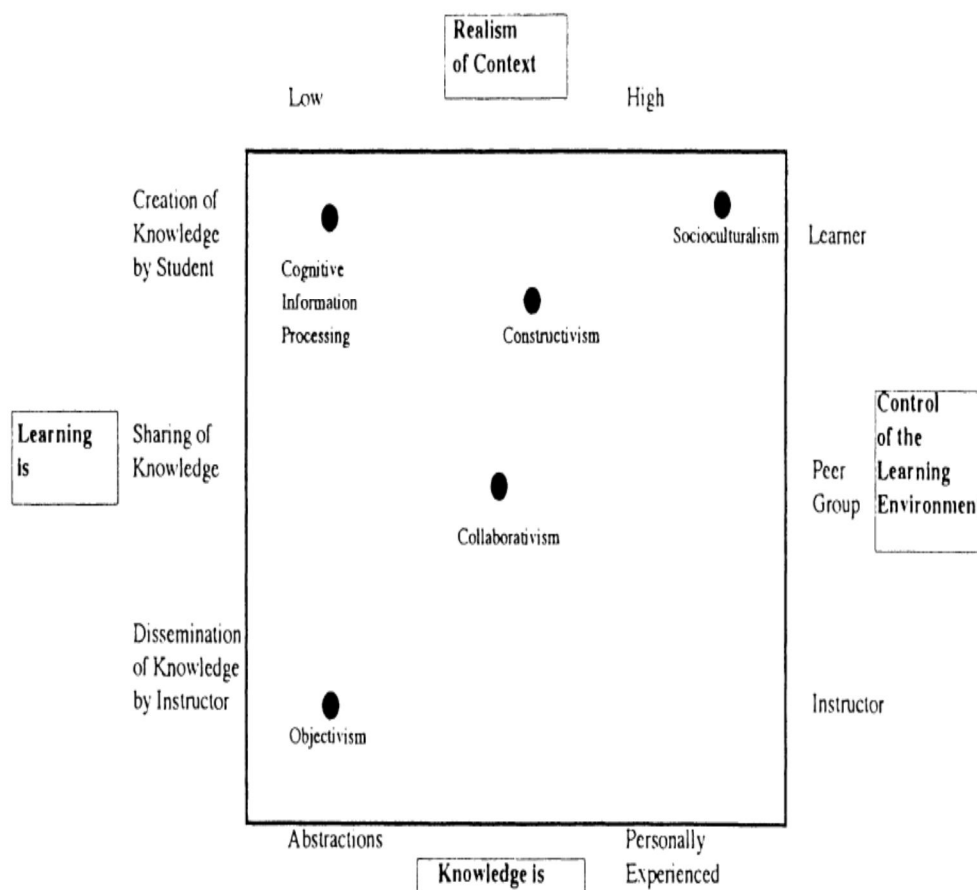 Realism
of Context
Low
High
Creation of
Knowledge
by Student
Socioculturalism
Learner
Cognitive
Information
Processing
Constructivism
Learning
is
Sharing of
Knowledge
Control
of the
Learning
Environmen
Peer
Group
Collaborativism
Dissemination
of Knowledge
by Instructor
Instructor
Objectivism
Abstractions
Personally
Experienced
Knowledge is